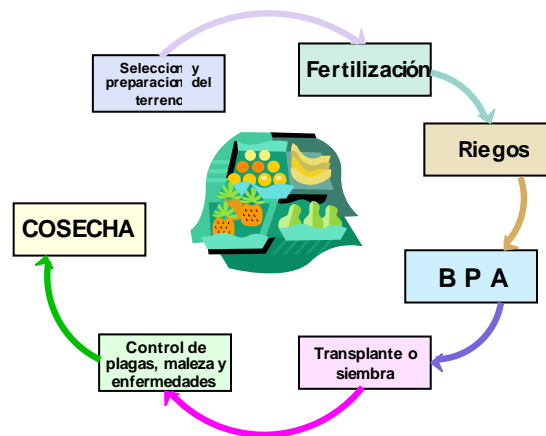 Seleccion y
preparacion del
terreno
Fertilización
Riegos
B P A
Transplante o
siembra
Control de
plagas, maleza y
enfermedades
COSECHA